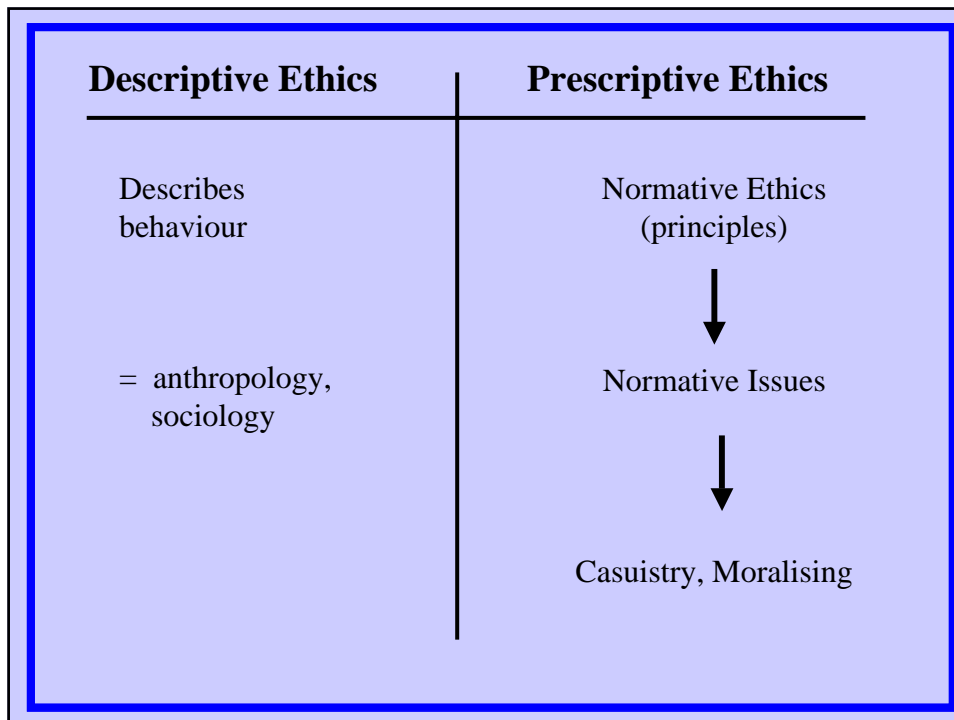 Descriptive Ethics
Prescriptive Ethics
Describes
behaviour
= anthropology,
sociology
Normative Ethics
(principles)
Normative Issues
Casuistry, Moralising